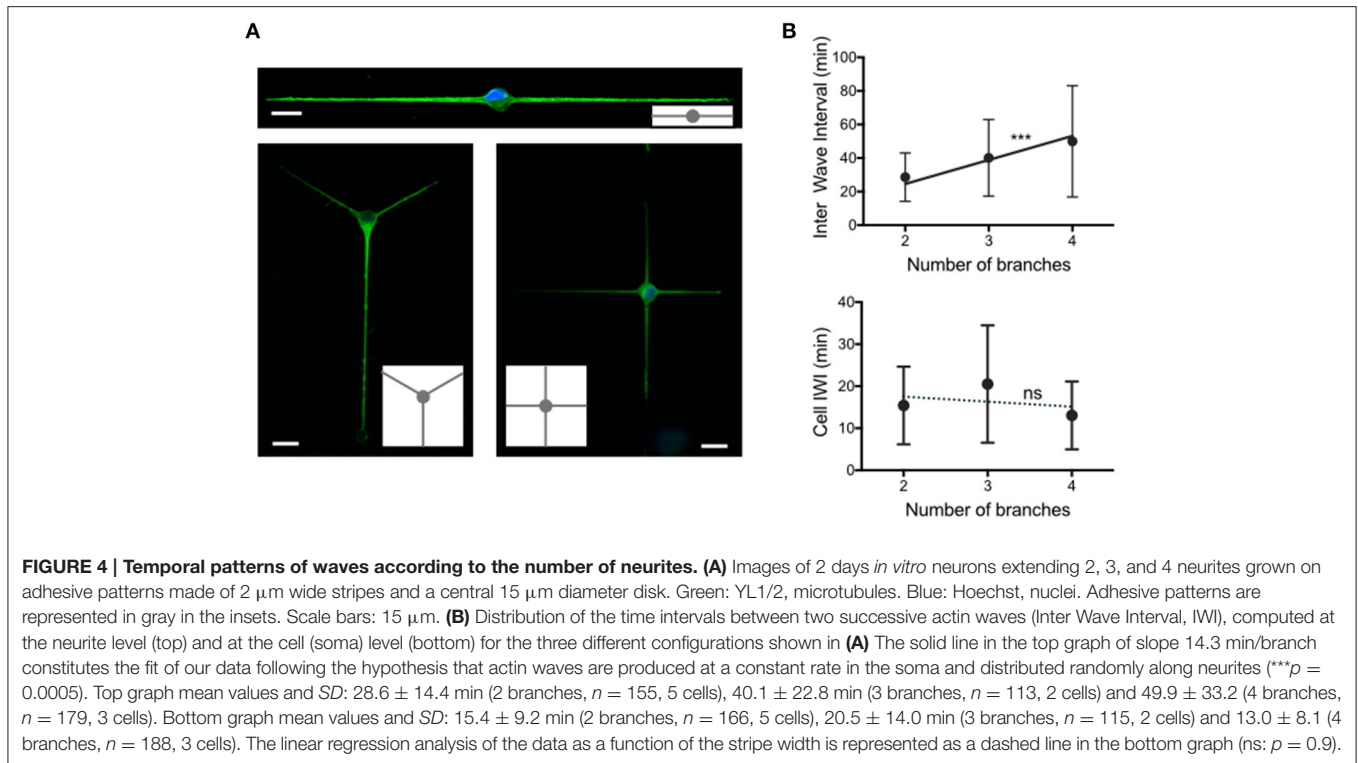 A
B
Inter Wave Interval (min)
100
80
60
40
20
0
***
2 3 4
Number of branches
Cell IWI (min)
40
30
20
10
0
ns
2 3 4
Number of branches
FIGURE 4 | Temporal patterns of waves according to the number of neurites. (A) Images of 2 days in vitro neurons extending 2, 3, and 4 neurites grown on
adhesive patterns made of 2 μm wide stripes and a central 15 μm diameter disk. Green: YL1/2, microtubules. Blue: Hoechst, nuclei. Adhesive patterns are
represented in gray in the insets. Scale bars: 15 μm. (B) Distribution of the time intervals between two successive actin waves (Inter Wave Interval, IWI), computed at
the neurite level (top) and at the cell (soma) level (bottom) for the three different configurations shown in (A) The solid line in the top graph of slope 14.3 min/branch
constitutes the fit of our data following the hypothesis that actin waves are produced at a constant rate in the soma and distributed randomly along neurites (***p =
0.0005). Top graph mean values and SD: 28.6 ± 14.4 min (2 branches, n = 155, 5 cells), 40.1 ± 22.8 min (3 branches, n = 113, 2 cells) and 49.9 ± 33.2 (4 branches,
n = 179, 3 cells). Bottom graph mean values and SD: 15.4 ± 9.2 min (2 branches, n = 166, 5 cells), 20.5 ± 14.0 min (3 branches, n = 115, 2 cells) and 13.0 ± 8.1 (4
branches, n = 188, 3 cells). The linear regression analysis of the data as a function of the stripe width is represented as a dashed line in the bottom graph (ns: p = 0.9).